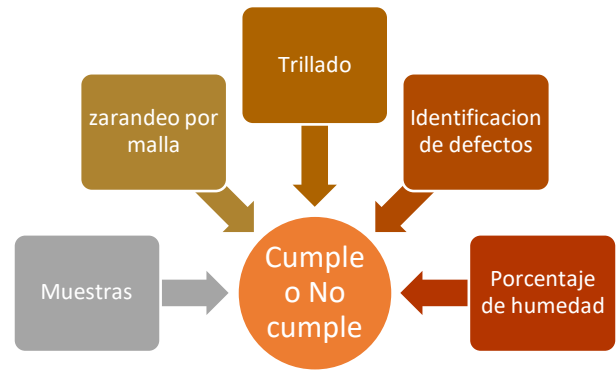 Trillado
zarandeo por
malla
Identificacion
de defectos
Muestras
Cumple
o No
cumple
Porcentaje
de humedad